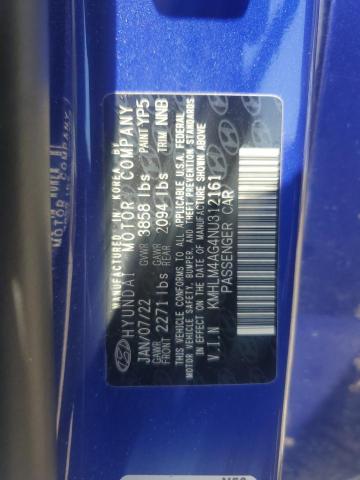 MANUFACTURED IN KOREA BY
HYUNDAI MOTOR COMPANY
JAN/07/22 GVWR 3858 lbs PAINT YP5
GAWR FRONT 2271 lbs GAWR REAR 2094 lbs TRIM NNB
THIS VEHICLE CONFORMS TO ALL APPLICABLE U.S.A. FEDERAL
MOTOR VEHICLE SAFETY, BUMPER, AND THEFT PREVENTION STANDARDS
IN EFFECT ON THE DATE OF MANUFACTURE SHOWN ABOVE
V.I.N KMHLM4AG4NU312161
PASSENGER CAR